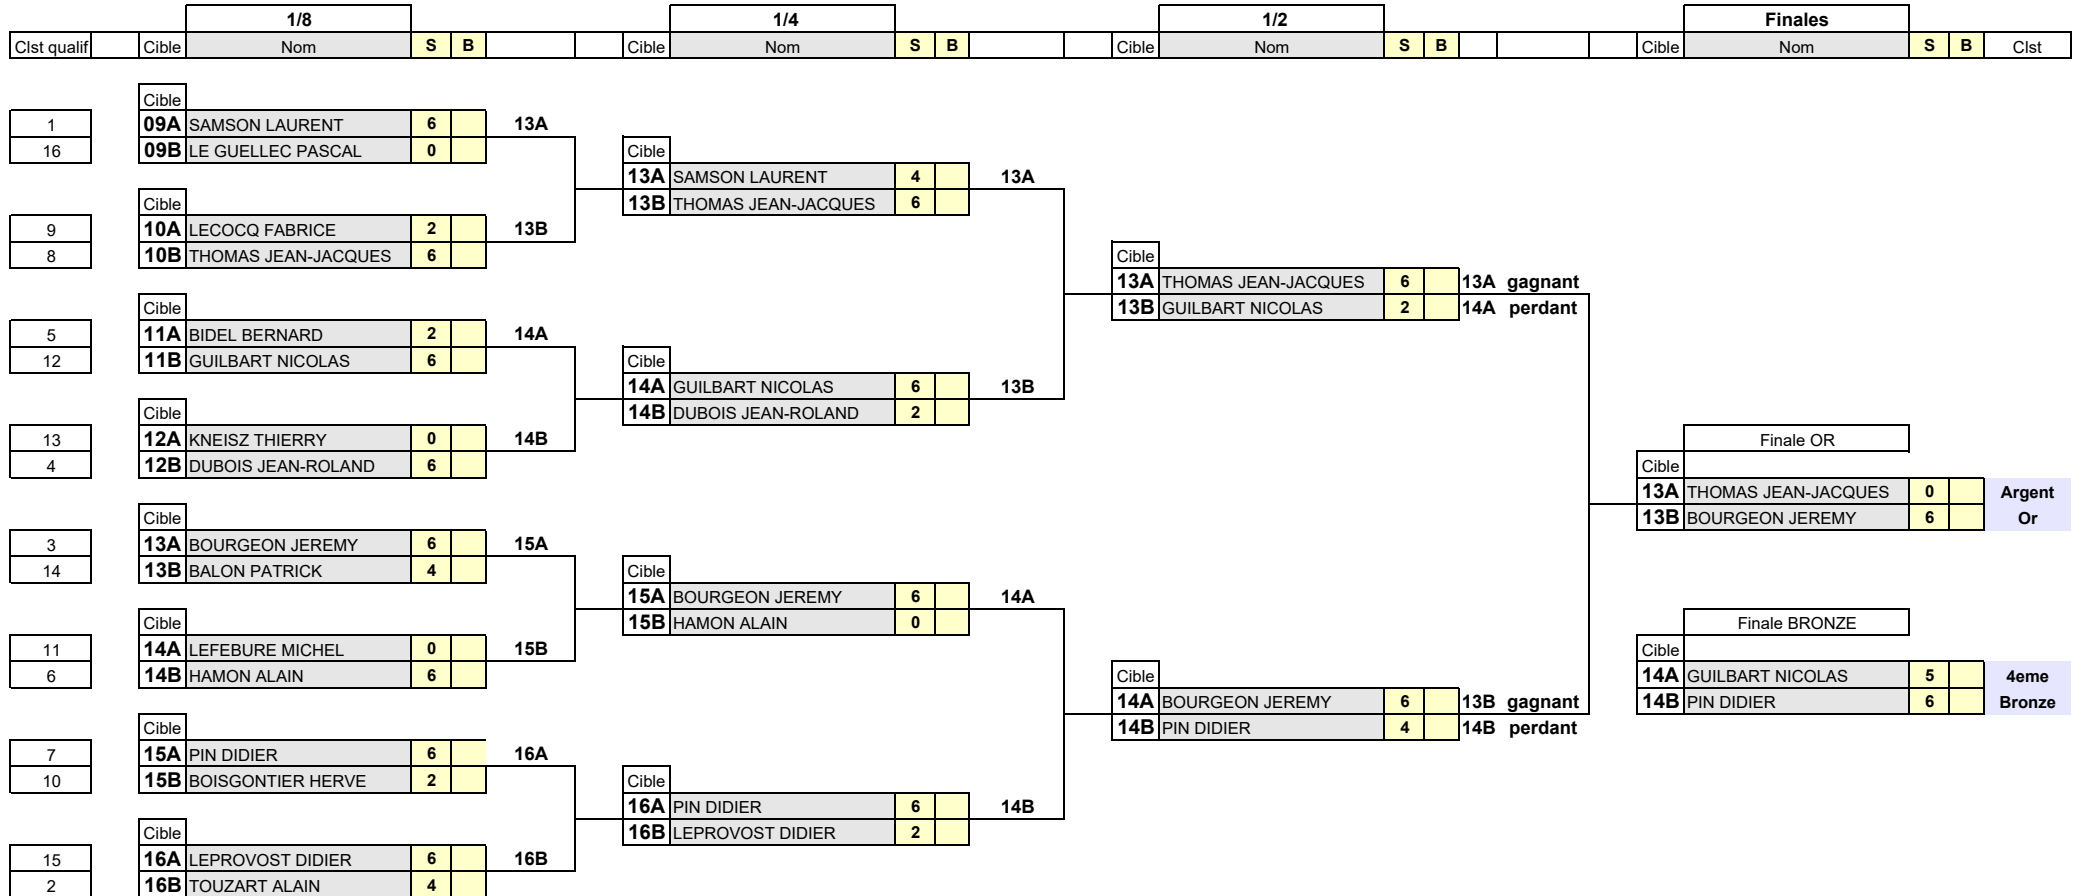 1/8 1/4 1/2 Finales
Clst qualif Cible Nom S B Cible Nom S B Cible Nom S B Cible Nom S B Clst
Cible
1 09A SAMSON LAURENT 6 13A
16 09B LE GUELLEC PASCAL 0 Cible
13A SAMSON LAURENT 4 13A
Cible 13B THOMAS JEAN-JACQUES 6
9 10A LECOCQ FABRICE 2 13B
8 10B THOMAS JEAN-JACQUES 6 Cible
13A THOMAS JEAN-JACQUES 6 13A gagnant
Cible 13B GUILBART NICOLAS 2 14A perdant
5 11A BIDEL BERNARD 2 14A
12 11B GUILBART NICOLAS 6 Cible
14A GUILBART NICOLAS 6 13B
Cible 14B DUBOIS JEAN-ROLAND 2
13 12A KNEISZ THIERRY 0 14B Finale OR
4 12B DUBOIS JEAN-ROLAND 6 Cible
13A THOMAS JEAN-JACQUES 0 Argent
Cible 13B BOURGEON JEREMY 6 Or
3 13A BOURGEON JEREMY 6 15A
14 13B BALON PATRICK 4 Cible
15A BOURGEON JEREMY 6 14A
Cible 15B HAMON ALAIN 0 Finale BRONZE
11 14A LEFEBURE MICHEL 0 15B Cible
6 14B HAMON ALAIN 6 Cible 14A GUILBART NICOLAS 5 4eme
14A BOURGEON JEREMY 6 13B gagnant 14B PIN DIDIER 6 Bronze
Cible 14B PIN DIDIER 4 14B perdant
7 15A PIN DIDIER 6 16A
10 15B BOISGONTIER HERVE 2 Cible
16A PIN DIDIER 6 14B
Cible 16B LEPROVOST DIDIER 2
15 16A LEPROVOST DIDIER 6 16B
2 16B TOUZART ALAIN 4